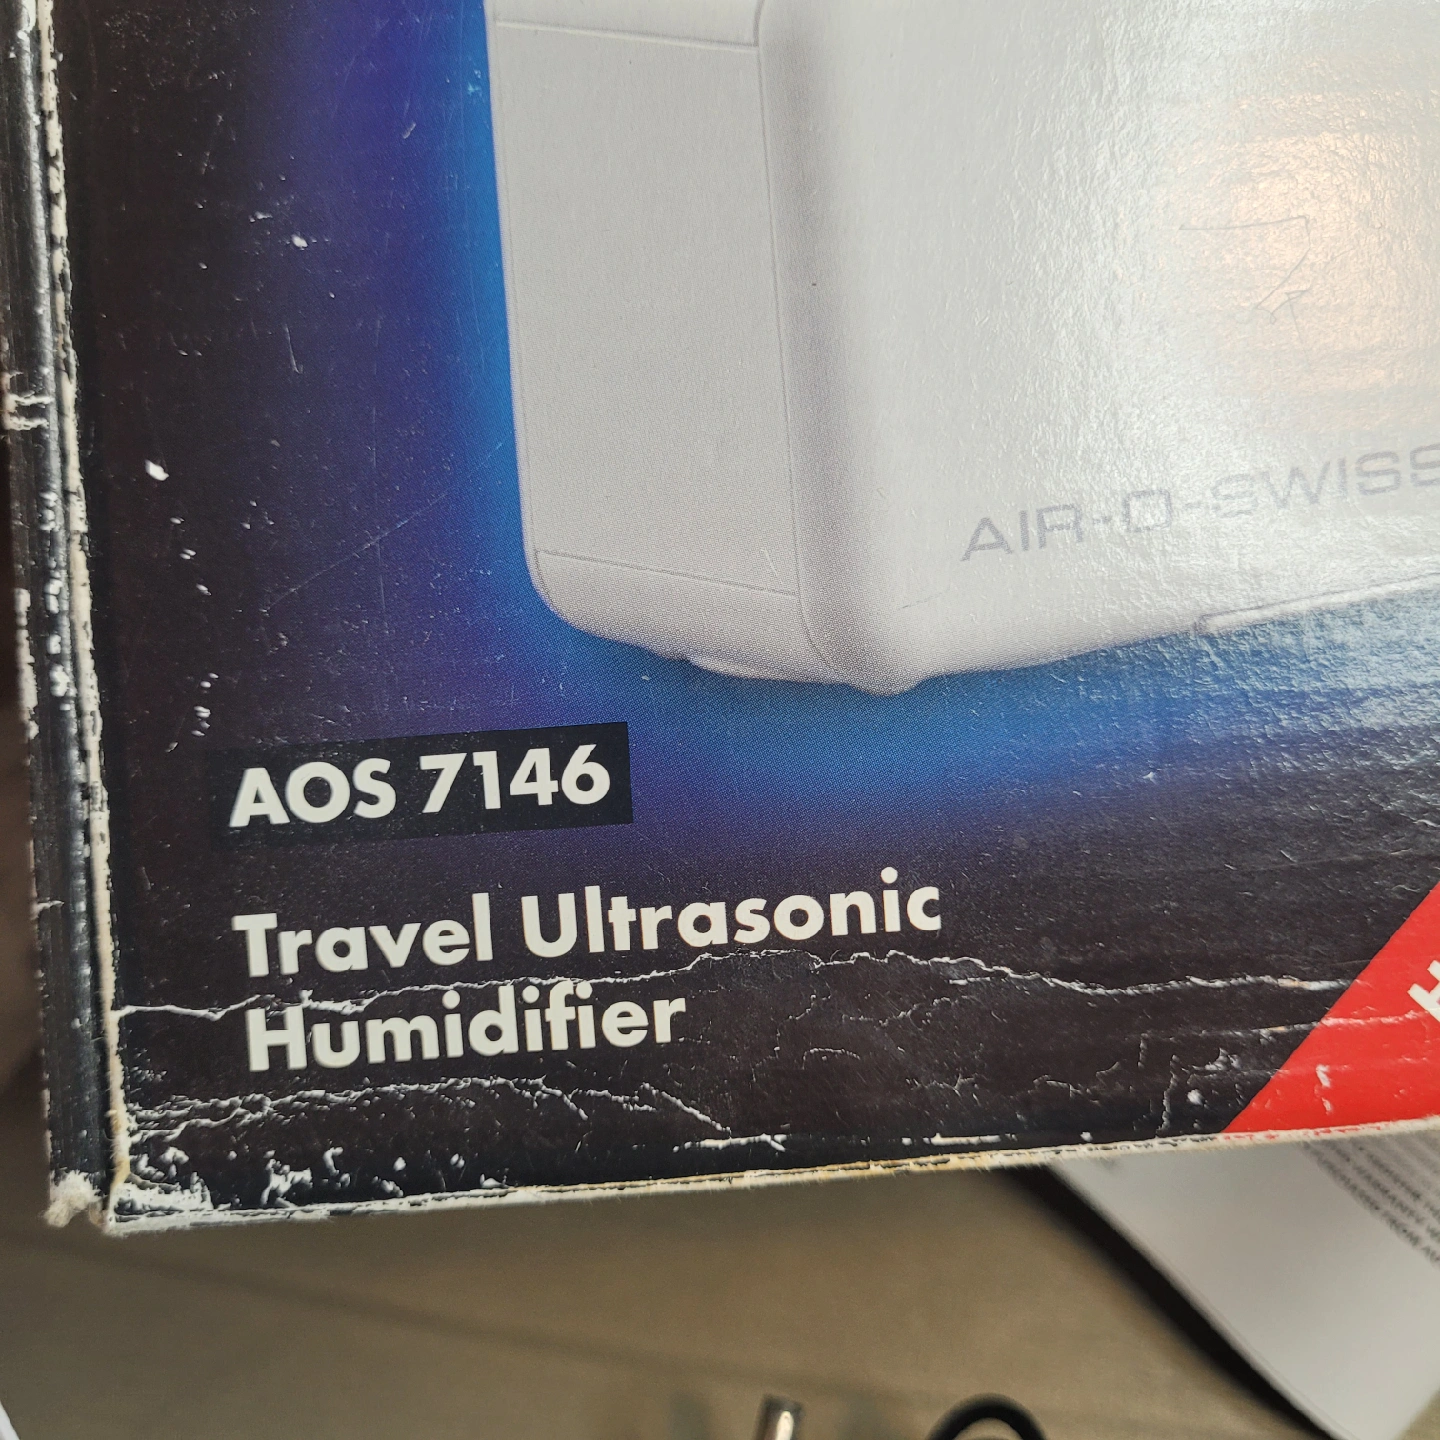 AIR-O-SWISS
AOS 7146
Travel Ultrasonic
Humidifier
H